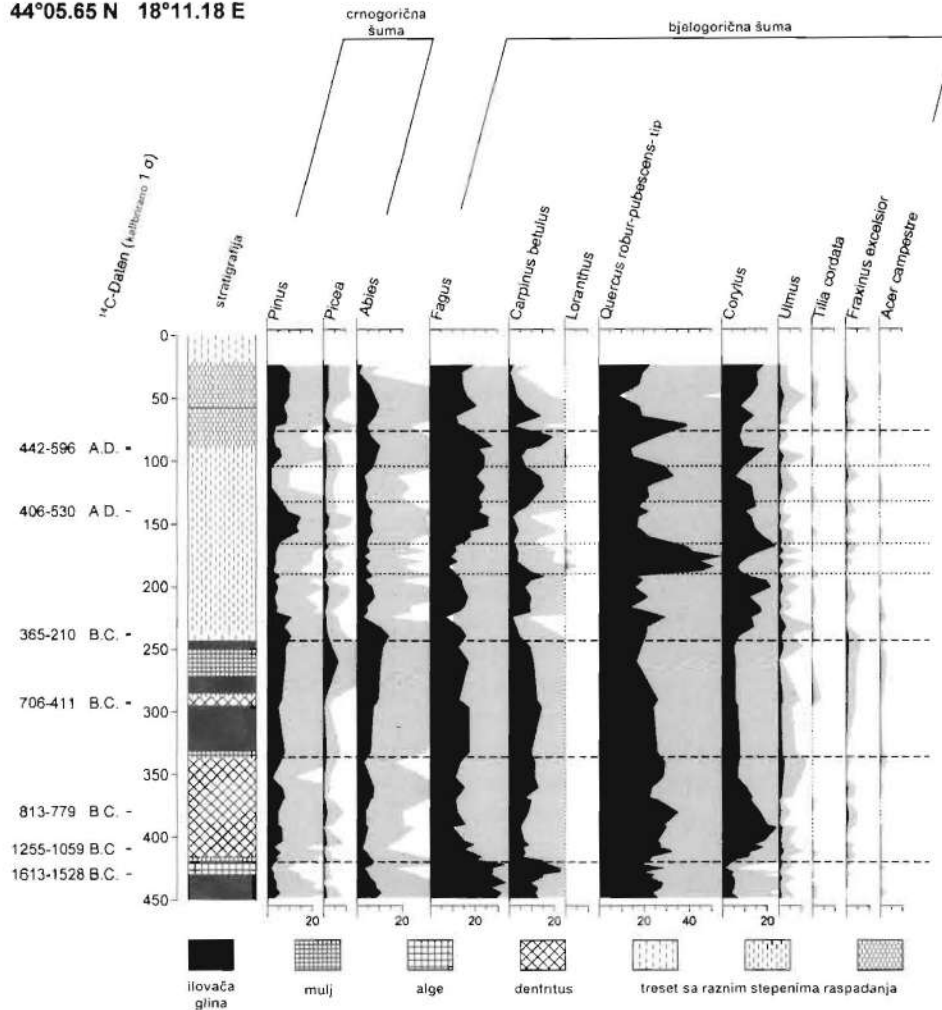 44°05.65 N 18°11.18 E
crnogorična
šuma
bjelogorična šuma
¹⁴C-Daten (kalibrirano 1 σ)
stratigrafija
Pinus
Picea
Abies
Fagus
Carpinus betulus
Loranthus
Quercus robur-pubescens-tip
Corylus
Ulmus
Tilia cordata
Fraxinus excelsior
Acer campestre
0
50
442-596 A.D.
100
406-530 A D.
150
200
365-210 B.C.
250
706-411 B.C.
300
350
813-779 B C.
400
1255-1059 B.C
1613-1528 B.C.
450
20 20 20 20 20 40 20
ilovača
glina
mulj
alge
dentritus
treset sa raznim stepenima raspadanja